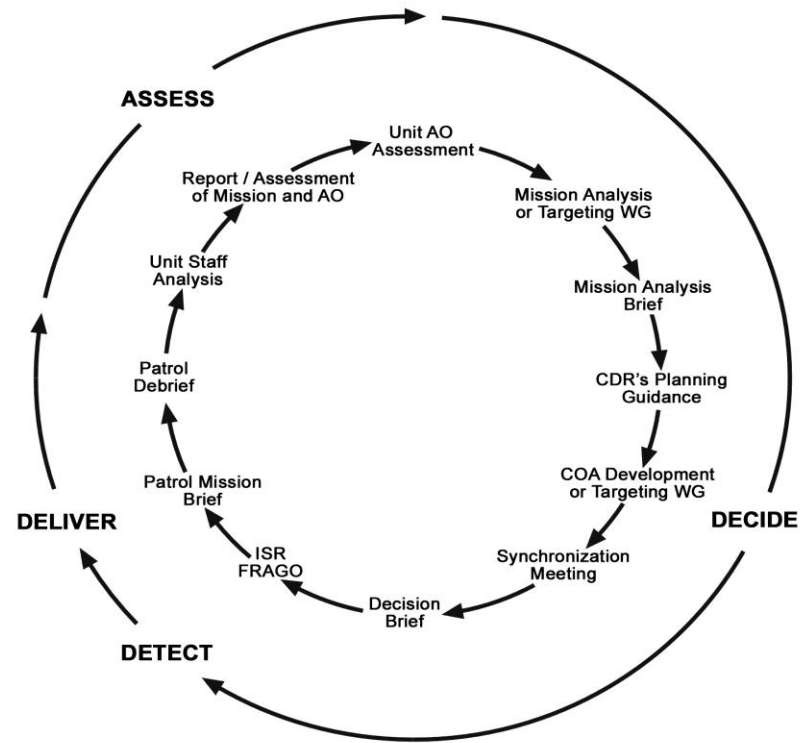 ASSESS
Unit AO
Assessment
Report / Assessment
of Mission and AO
Mission Analysis
or Targeting WG
Unit Staff
Analysis
Mission Analysis
Brief
Patrol
Debrief
CDR's Planning
Guidance
Patrol Mission
Brief
COA Development
or Targeting WG
DELIVER
DECIDE
ISR
FRAGO
Synchronization
Meeting
Decision
Brief
DETECT